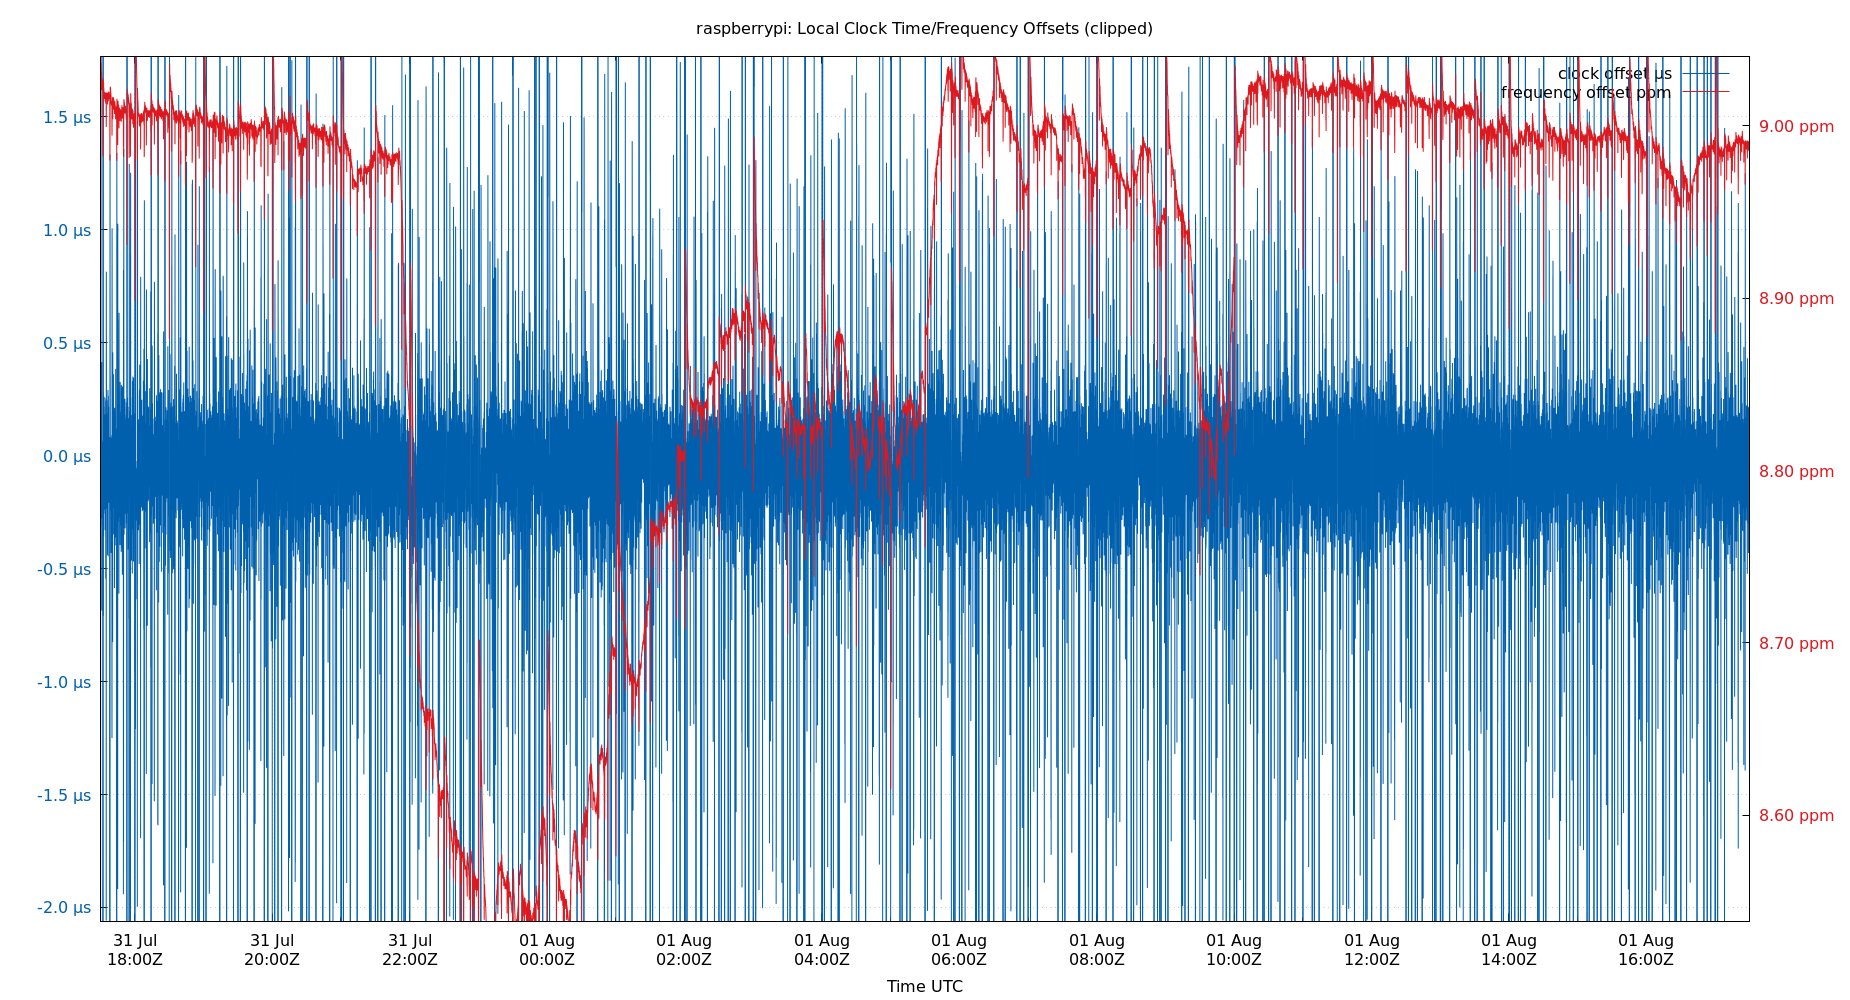 raspberrypi: Local Clock Time/Frequency Offsets (clipped)
clock offset µs
frequency offset ppm
1.5 µs
1.0 µs
0.5 µs
0.0 µs
-0.5 µs
-1.0 µs
-1.5 µs
-2.0 µs
9.00 ppm
8.90 ppm
8.80 ppm
8.70 ppm
8.60 ppm
31 Jul 31 Jul 31 Jul 01 Aug 01 Aug 01 Aug 01 Aug 01 Aug 01 Aug 01 Aug 01 Aug 01 Aug
18:00Z 20:00Z 22:00Z 00:00Z 02:00Z 04:00Z 06:00Z 08:00Z 10:00Z 12:00Z 14:00Z 16:00Z
Time UTC